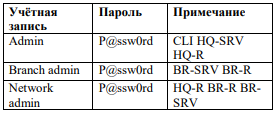 Учётная запись Пароль Примечание
Admin P@ssw0rd CLI HQ-SRV HQ-R
Branch admin P@ssw0rd BR-SRV BR-R
Network admin P@ssw0rd HQ-R BR-R BR-SRV